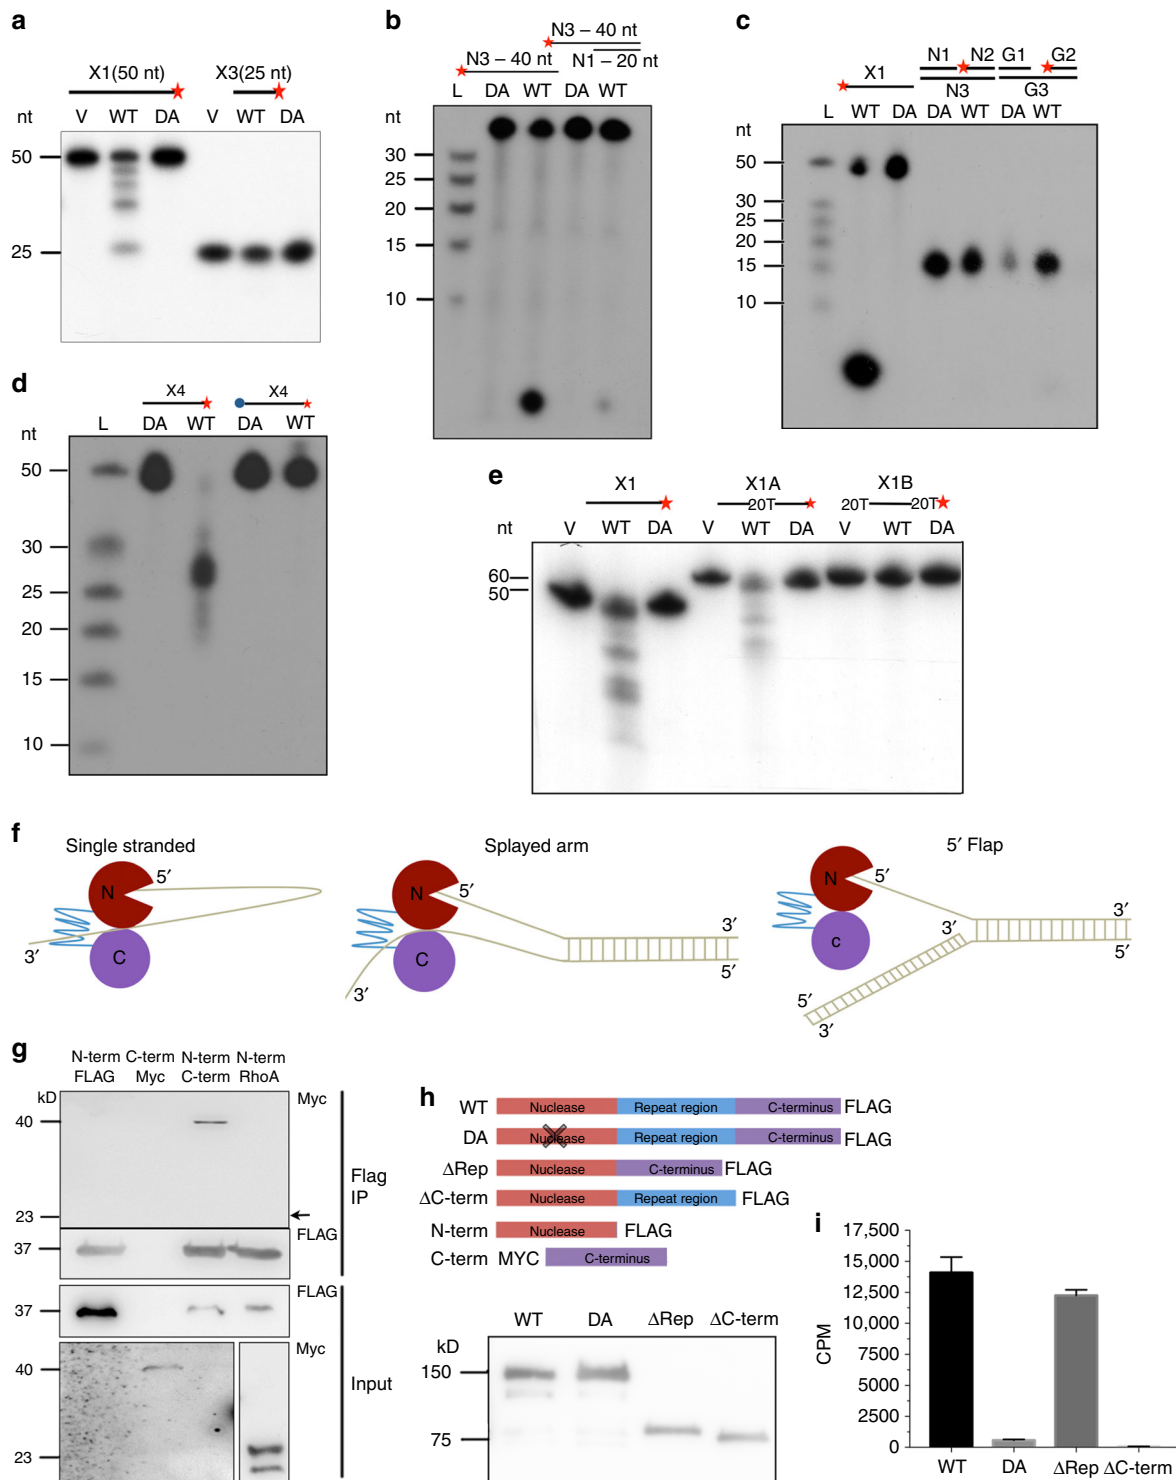 a
X1(50 nt) X3(25 nt)
nt V WT DA V WT DA
50
25
b
N3 – 40 nt
N3 – 40 nt N1 – 20 nt
L DA WT DA WT
nt
30
25
20
15
10
c
N1 N2 G1 G2
X1 N3 G3
L WT DA DA WT DA WT
nt
50
30
25
20
15
10
d
X4 X4
nt L DA WT DA WT
50
30
25
20
15
10
e
X1 X1A X1B
20T 20T 20T
nt V WT DA V WT DA V WT DA
60
50
f
Single stranded Splayed arm 5′ Flap
N 5′ C 3′
N 5′ C 3′ 3′ 5′
N 5′ c 3′ 3′ 5′ 5′ 3′
g
N-term C-term N-term N-term
FLAG Myc C-term RhoA
kD Myc
40
23
Flag
IP
FLAG
37
FLAG
37
Myc
40
Input
23
h
WT Nuclease Repeat region C-terminus FLAG
DA Nuclease Repeat region C-terminus FLAG
ΔRep Nuclease C-terminus FLAG
ΔC-term Nuclease Repeat region FLAG
N-term Nuclease FLAG
C-term MYC C-terminus
WT DA ΔRep ΔC-term
kD
150
75
i
17,500
15,000
12,500
10,000
7500
5000
2500
0
CPM
WT DA ΔRep ΔC-term